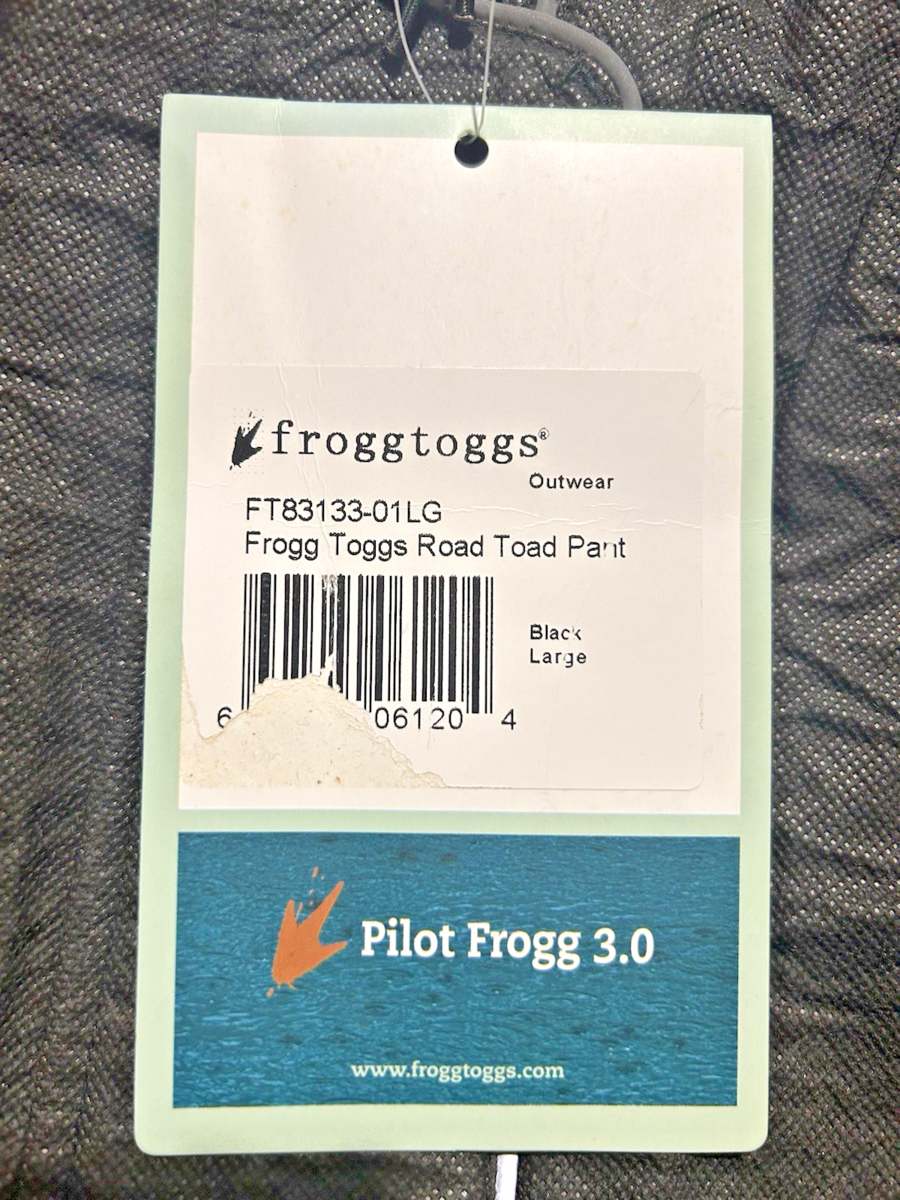 froggtoggs®
Outwear
FT83133-01LG
Frogg Toggs Road Toad Pant
Black
Large
6 06120 4
Pilot Frogg 3.0
www.froggtoggs.com